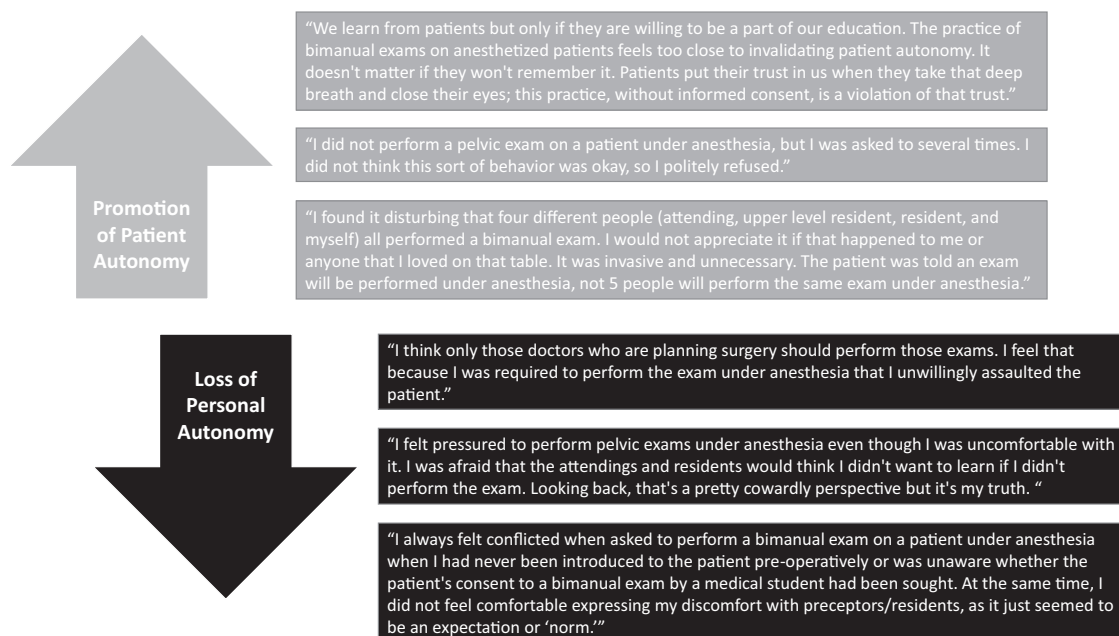 “We learn from patients but only if they are willing to be a part of our education. The practice of
bimanual exams on anesthetized patients feels too close to invalidating patient autonomy. It
doesn't matter if they won't remember it. Patients put their trust in us when they take that deep
breath and close their eyes; this practice, without informed consent, is a violation of that trust.”
“I did not perform a pelvic exam on a patient under anesthesia, but I was asked to several times. I
did not think this sort of behavior was okay, so I politely refused.”
Promotion
of Patient
Autonomy
“I found it disturbing that four different people (attending, upper level resident, resident, and
myself) all performed a bimanual exam. I would not appreciate it if that happened to me or
anyone that I loved on that table. It was invasive and unnecessary. The patient was told an exam
will be performed under anesthesia, not 5 people will perform the same exam under anesthesia.”
Loss of
Personal
Autonomy
“I think only those doctors who are planning surgery should perform those exams. I feel that
because I was required to perform the exam under anesthesia that I unwillingly assaulted the
patient.”
“I felt pressured to perform pelvic exams under anesthesia even though I was uncomfortable with
it. I was afraid that the attendings and residents would think I didn't want to learn if I didn't
perform the exam. Looking back, that's a pretty cowardly perspective but it's my truth. “
“I always felt conflicted when asked to perform a bimanual exam on a patient under anesthesia
when I had never been introduced to the patient pre-operatively or was unaware whether the
patient's consent to a bimanual exam by a medical student had been sought. At the same time, I
did not feel comfortable expressing my discomfort with preceptors/residents, as it just seemed to
be an expectation or ‘norm.’”